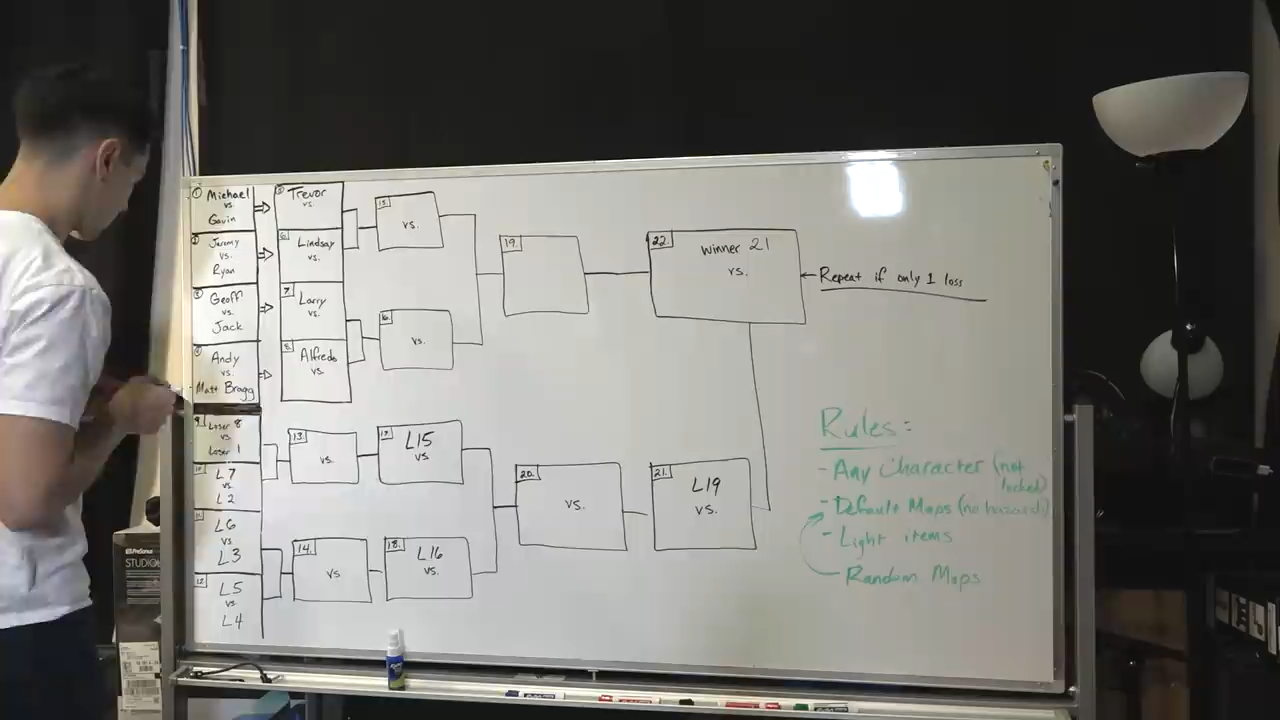 1 Michael
vs.
Gavin
2 Jeremy
vs.
Ryan
3 Geoff
vs.
Jack
4 Andy
vs.
Matt Bragg
5 Trevor
vs.
6. Lindsay
vs.
7. Larry
vs.
8. Alfredo
vs.
15.
vs.
16.
vs.
19.
22.
Winner 21
vs.
Repeat if only 1 loss
9. Loser 8
vs.
Loser 1
10. L7
vs.
L2
11. L6
vs
L3
12. L5
vs.
L4
13.
vs.
14.
vs
17. L15
vs.
18. L16
vs.
20.
vs.
21. L19
vs.
Rules:
- Any Character (not
locked)
- Default Maps (no hazard)
- Light items
Random Maps
PreSonus
STUDIO